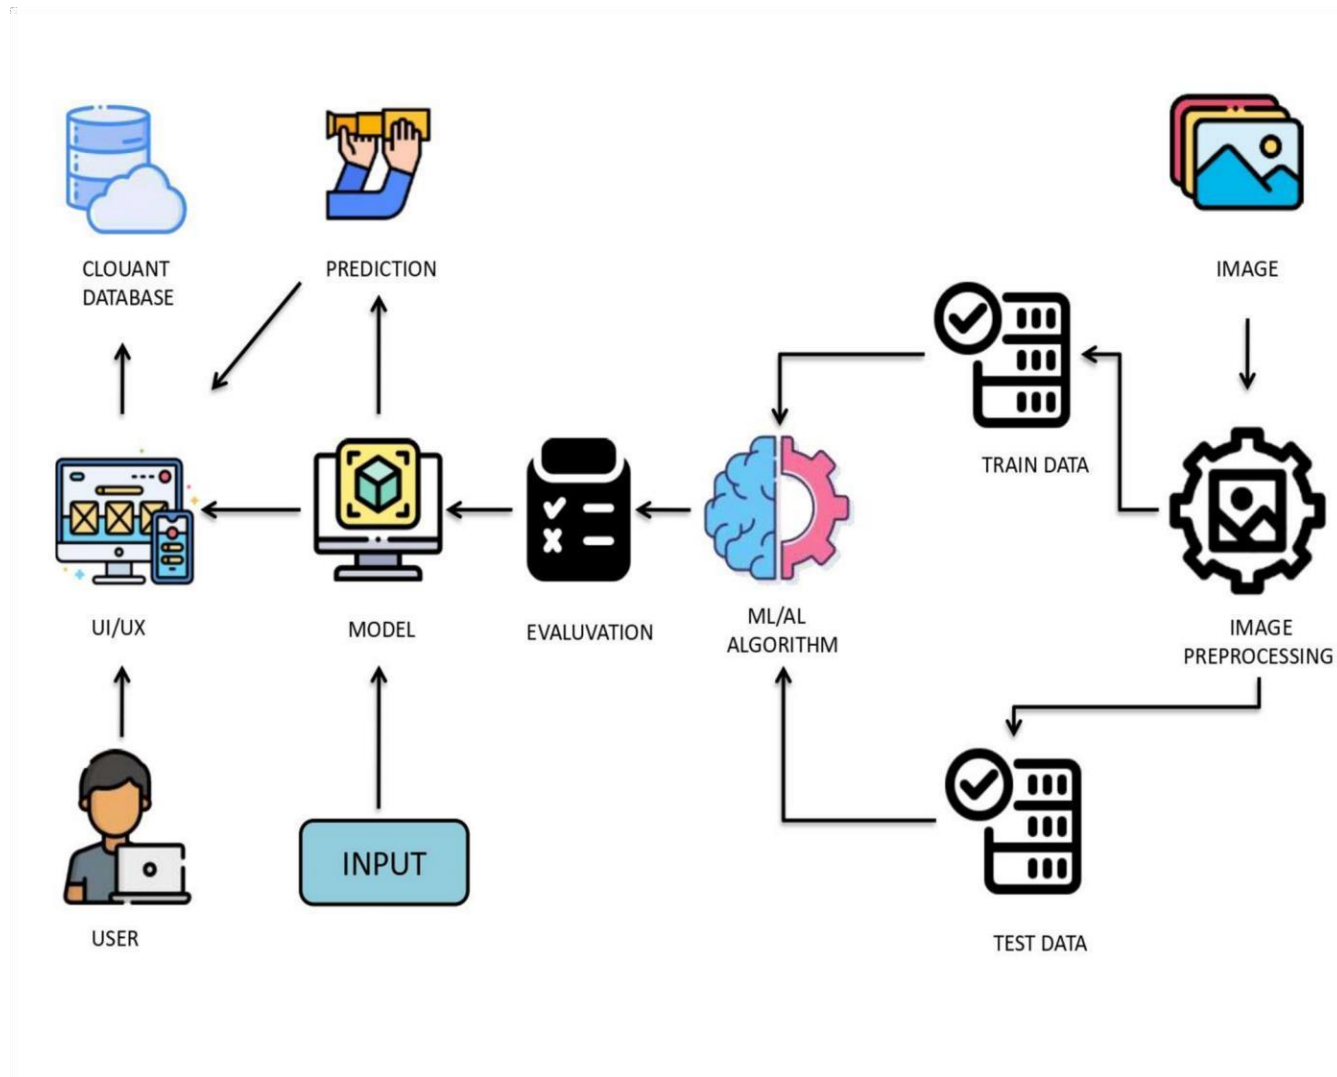 CLOUANT
DATABASE
PREDICTION
IMAGE
TRAIN DATA
UI/UX
MODEL
EVALUVATION
ML/AL
ALGORITHM
IMAGE
PREPROCESSING
INPUT
USER
TEST DATA